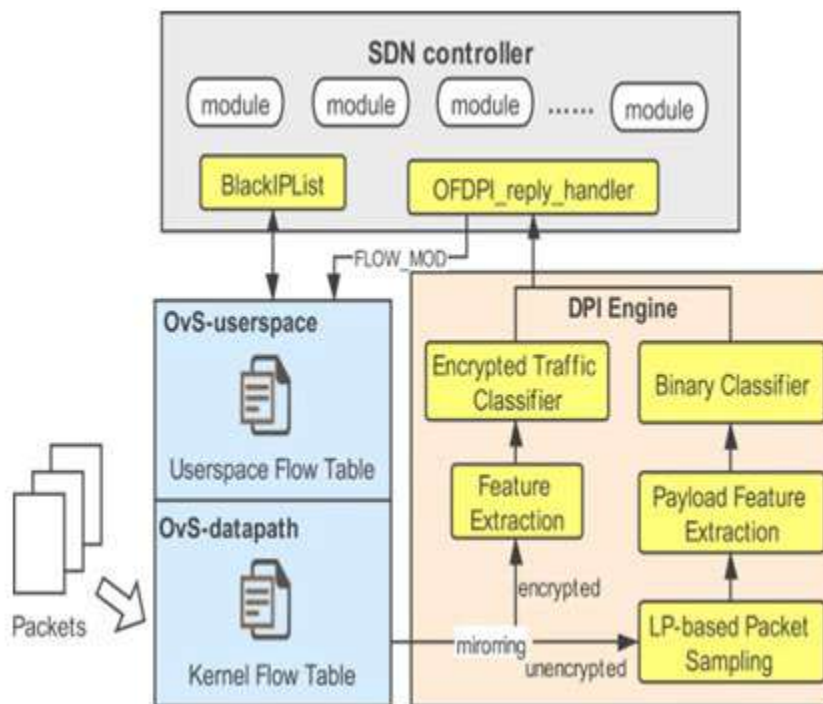 SDN controller
module
module
module
......
module
BlackIPList
OFDPI_reply_handler
FLOW_MOD
OvS-userspace
Userspace Flow Table
OvS-datapath
Kernel Flow Table
Packets
DPI Engine
Encrypted Traffic
Classifier
Binary Classifier
Feature
Extraction
Payload Feature
Extraction
encrypted
mirorring
unencrypted
LP-based Packet
Sampling